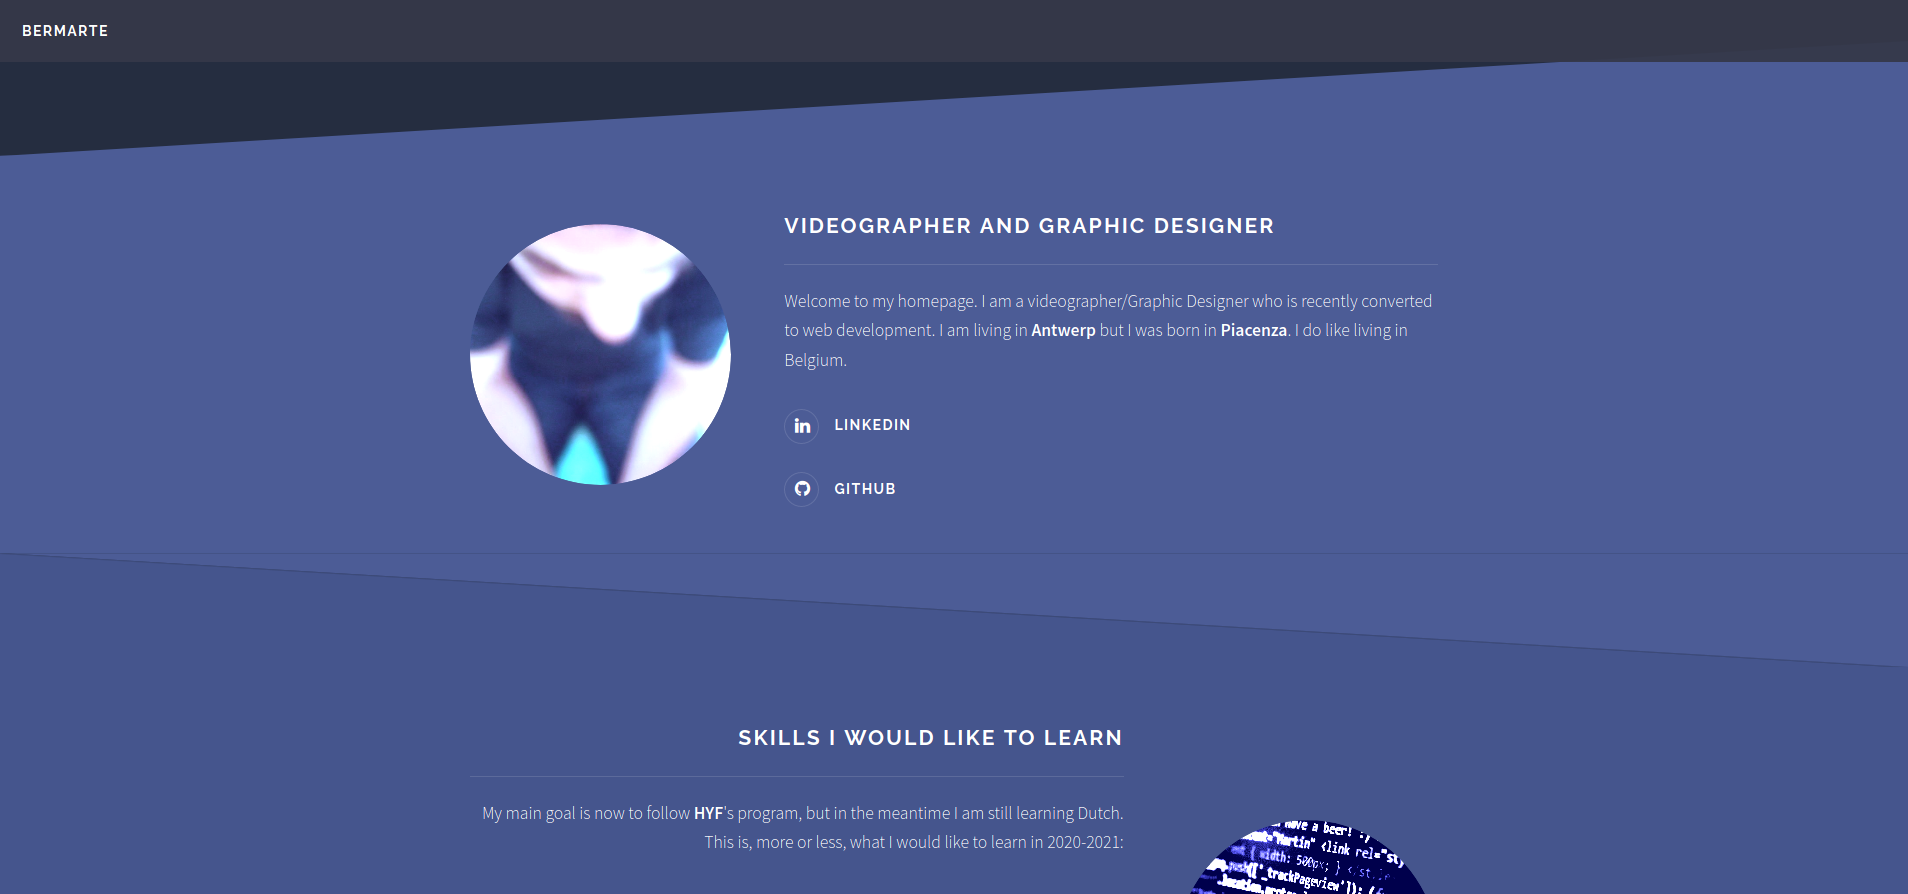 BERMARTE
VIDEOGRAPHER AND GRAPHIC DESIGNER
Welcome to my homepage. I am a videographer/Graphic Designer who is recently converted
to web development. I am living in Antwerp but I was born in Piacenza. I do like living in
Belgium.
LINKEDIN
GITHUB
SKILLS I WOULD LIKE TO LEARN
My main goal is now to follow HYF's program, but in the meantime I am still learning Dutch.
This is, more or less, what I would like to learn in 2020-2021:
have a beer! :)
"Martin" <link rel="st
{ width: 500px; } </style
'_trackPageview']); (